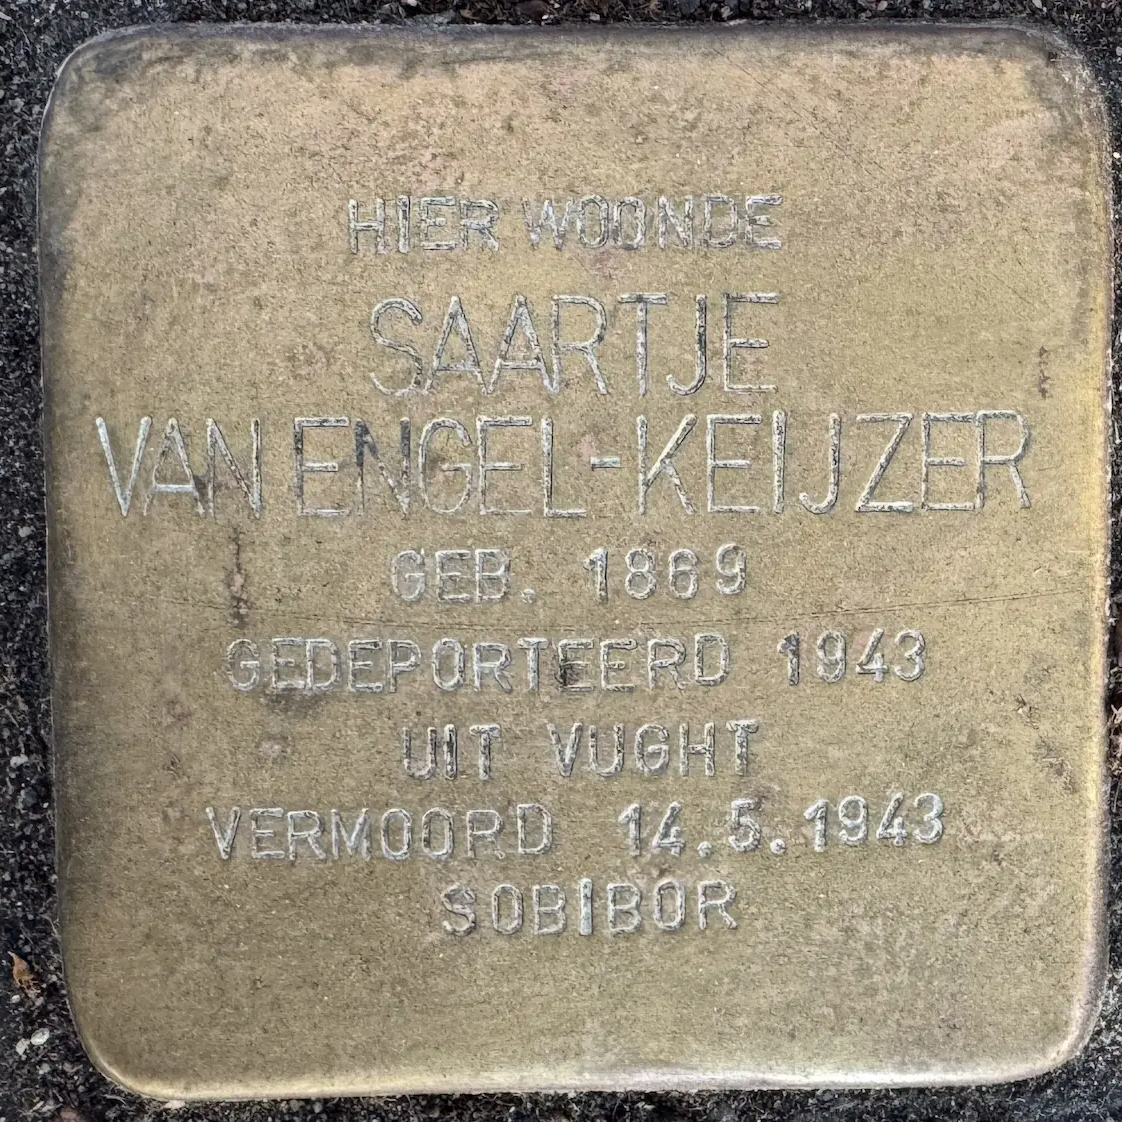 HIER WOONDE
SAARTJE
VAN ENGEL-KEIJZER
GEB. 1869
GEDEPORTEERD 1943
UIT VUGHT
VERMOORD 14.5.1943
SOBIBOR